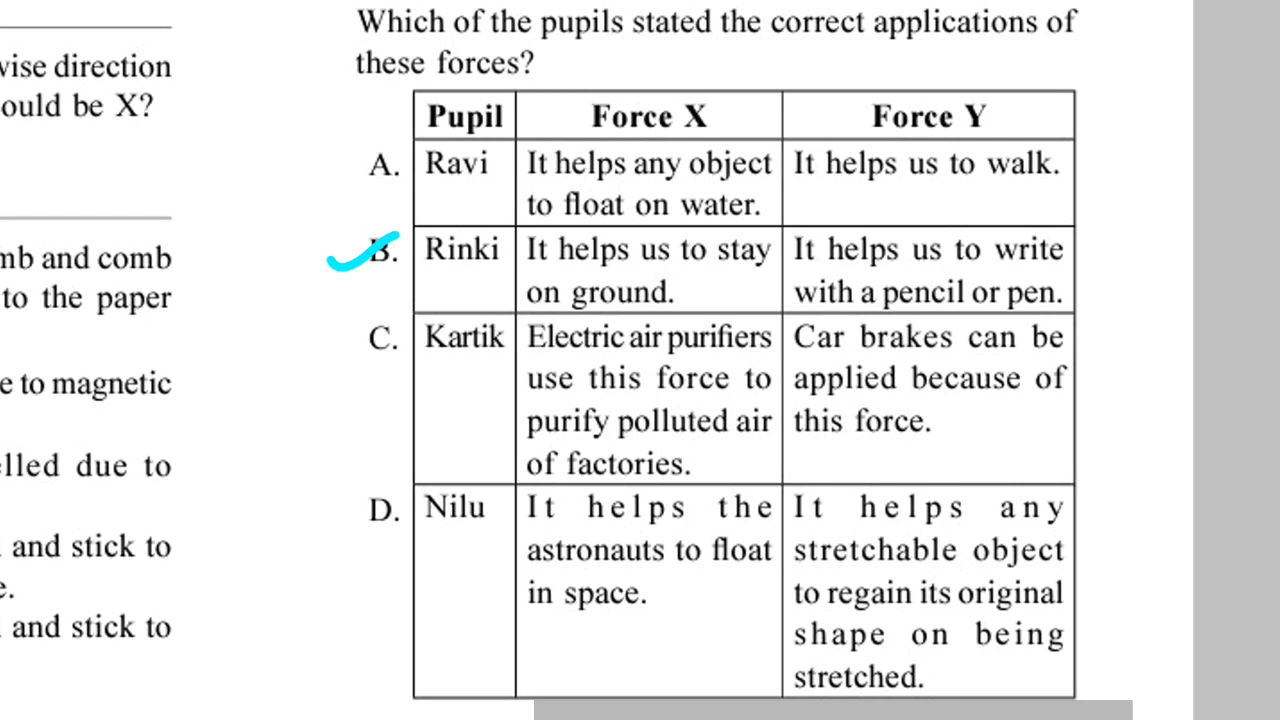 wise direction
ould be X?
mb and comb
to the paper
e to magnetic
elled due to
and stick to
e.
and stick to
Which of the pupils stated the correct applications of
these forces?
Pupil Force X Force Y
A. Ravi It helps any object It helps us to walk.
to float on water.
B. Rinki It helps us to stay It helps us to write
on ground. with a pencil or pen.
C. Kartik Electric air purifiers Car brakes can be
use this force to applied because of
purify polluted air this force.
of factories.
D. Nilu It helps the It helps any
astronauts to float stretchable object
in space. to regain its original
shape on being
stretched.